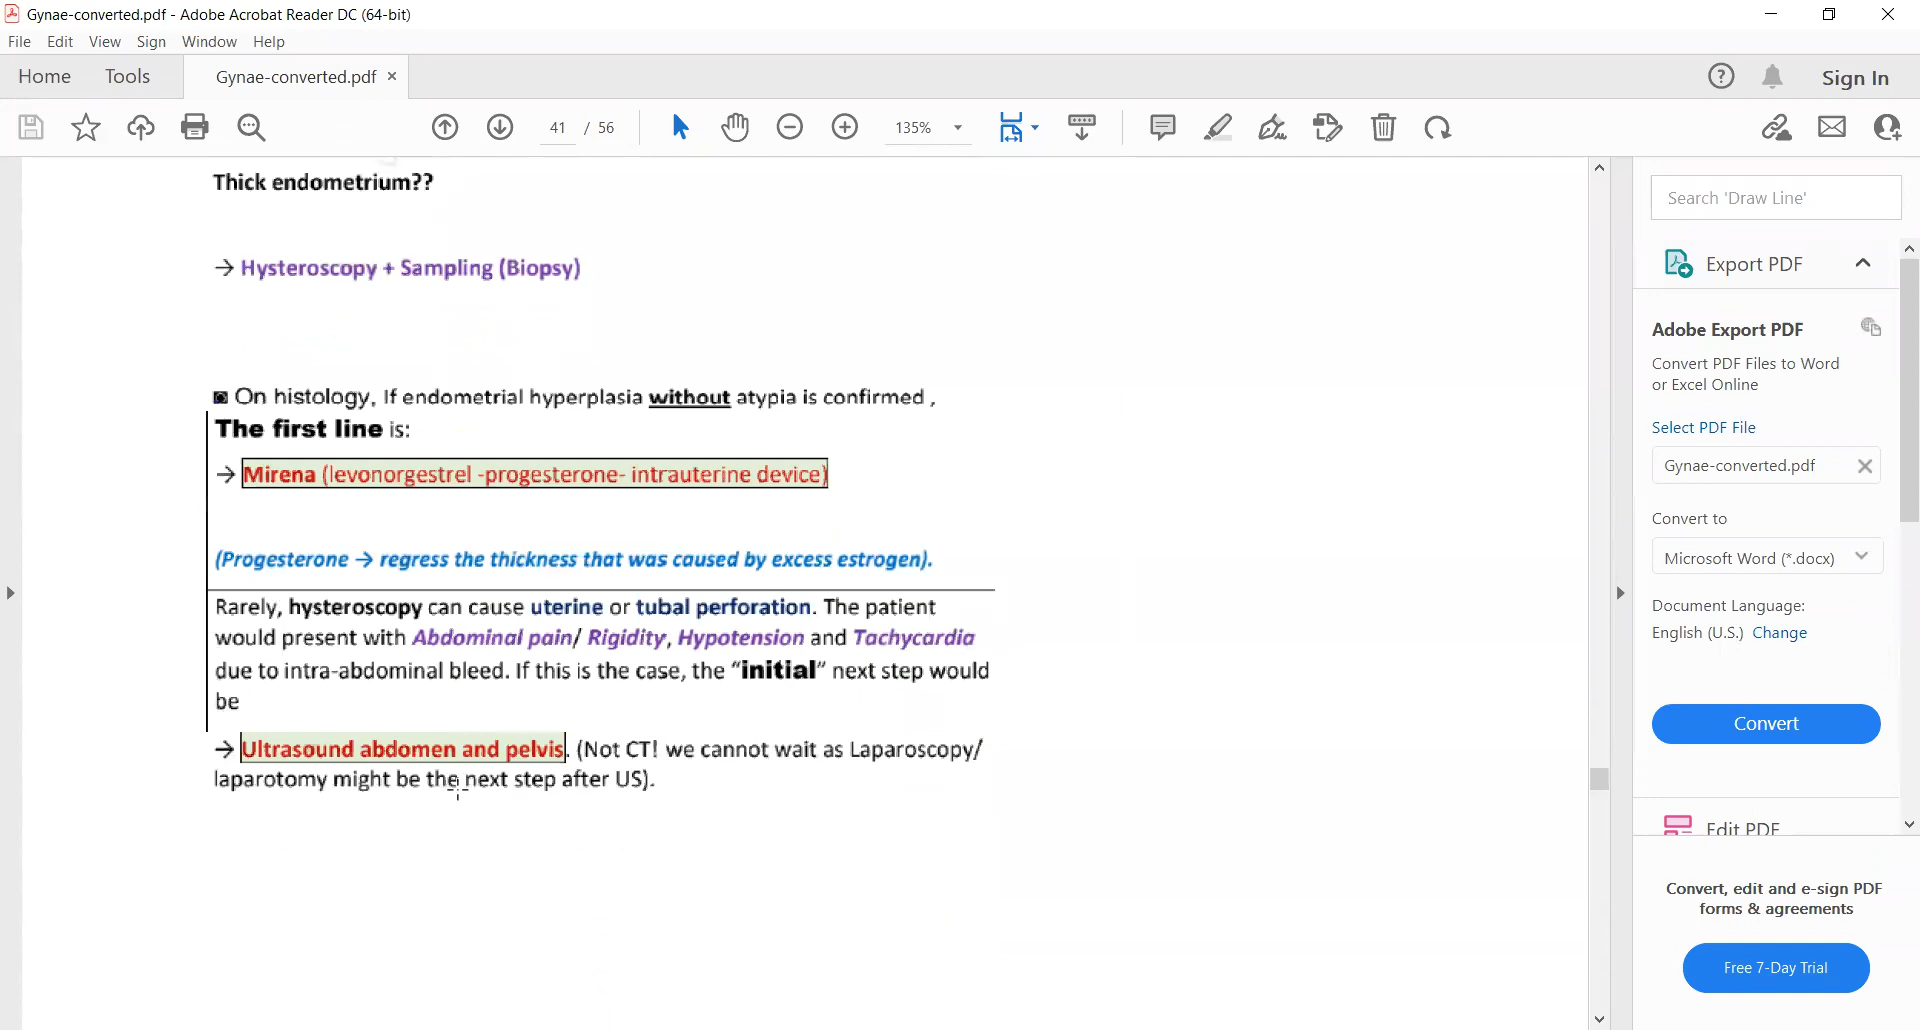 Gynae-converted.pdf - Adobe Acrobat Reader DC (64-bit)
File Edit View Sign Window Help
Home Tools Gynae-converted.pdf × Sign In
41 / 56 135%
Thick endometrium??
→ Hysteroscopy + Sampling (Biopsy)
◙ On histology, If endometrial hyperplasia without atypia is confirmed ,
The first line is:
→ Mirena (levonorgestrel -progesterone- intrauterine device)
(Progesterone → regress the thickness that was caused by excess estrogen).
Rarely, hysteroscopy can cause uterine or tubal perforation. The patient
would present with Abdominal pain/ Rigidity, Hypotension and Tachycardia
due to intra-abdominal bleed. If this is the case, the “initial” next step would
be
→ Ultrasound abdomen and pelvis. (Not CT! we cannot wait as Laparoscopy/
laparotomy might be the next step after US).
Search 'Draw Line'
Export PDF
Adobe Export PDF
Convert PDF Files to Word
or Excel Online
Select PDF File
Gynae-converted.pdf
Convert to
Microsoft Word (*.docx)
Document Language:
English (U.S.) Change
Convert
Edit PDF
Convert, edit and e-sign PDF
forms & agreements
Free 7-Day Trial